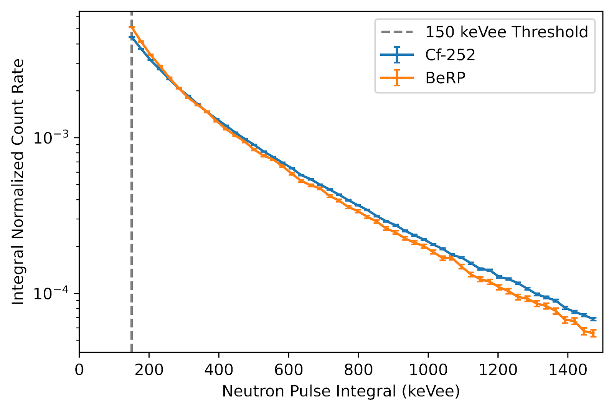 150 keVee Threshold
Cf-252
BeRP
Integral Normalized Count Rate
10⁻³
10⁻⁴
0 200 400 600 800 1000 1200 1400
Neutron Pulse Integral (keVee)